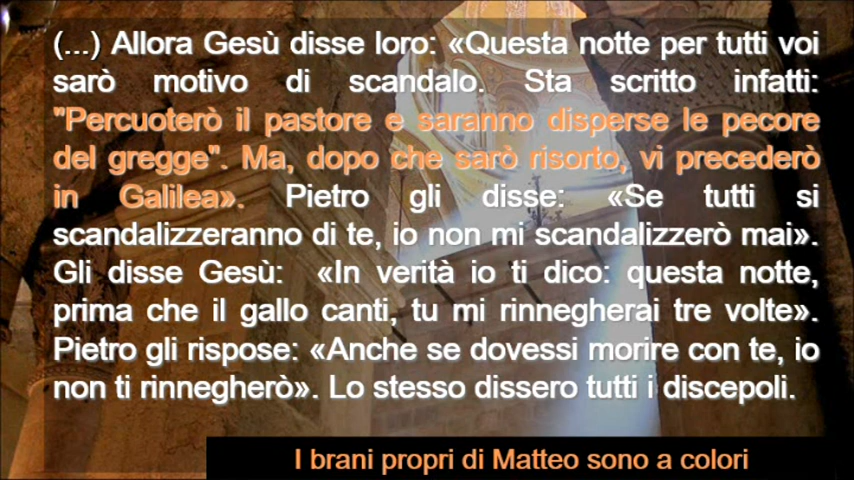 (...) Allora Gesù disse loro: «Questa notte per tutti voi
sarò motivo di scandalo. Sta scritto infatti:
"Percuoterò il pastore e saranno disperse le pecore
del gregge". Ma, dopo che sarò risorto, vi precederò
in Galilea». Pietro gli disse: «Se tutti si
scandalizzeranno di te, io non mi scandalizzerò mai».
Gli disse Gesù: «In verità io ti dico: questa notte,
prima che il gallo canti, tu mi rinnegherai tre volte».
Pietro gli rispose: «Anche se dovessi morire con te, io
non ti rinnegherò». Lo stesso dissero tutti i discepoli.
I brani propri di Matteo sono a colori